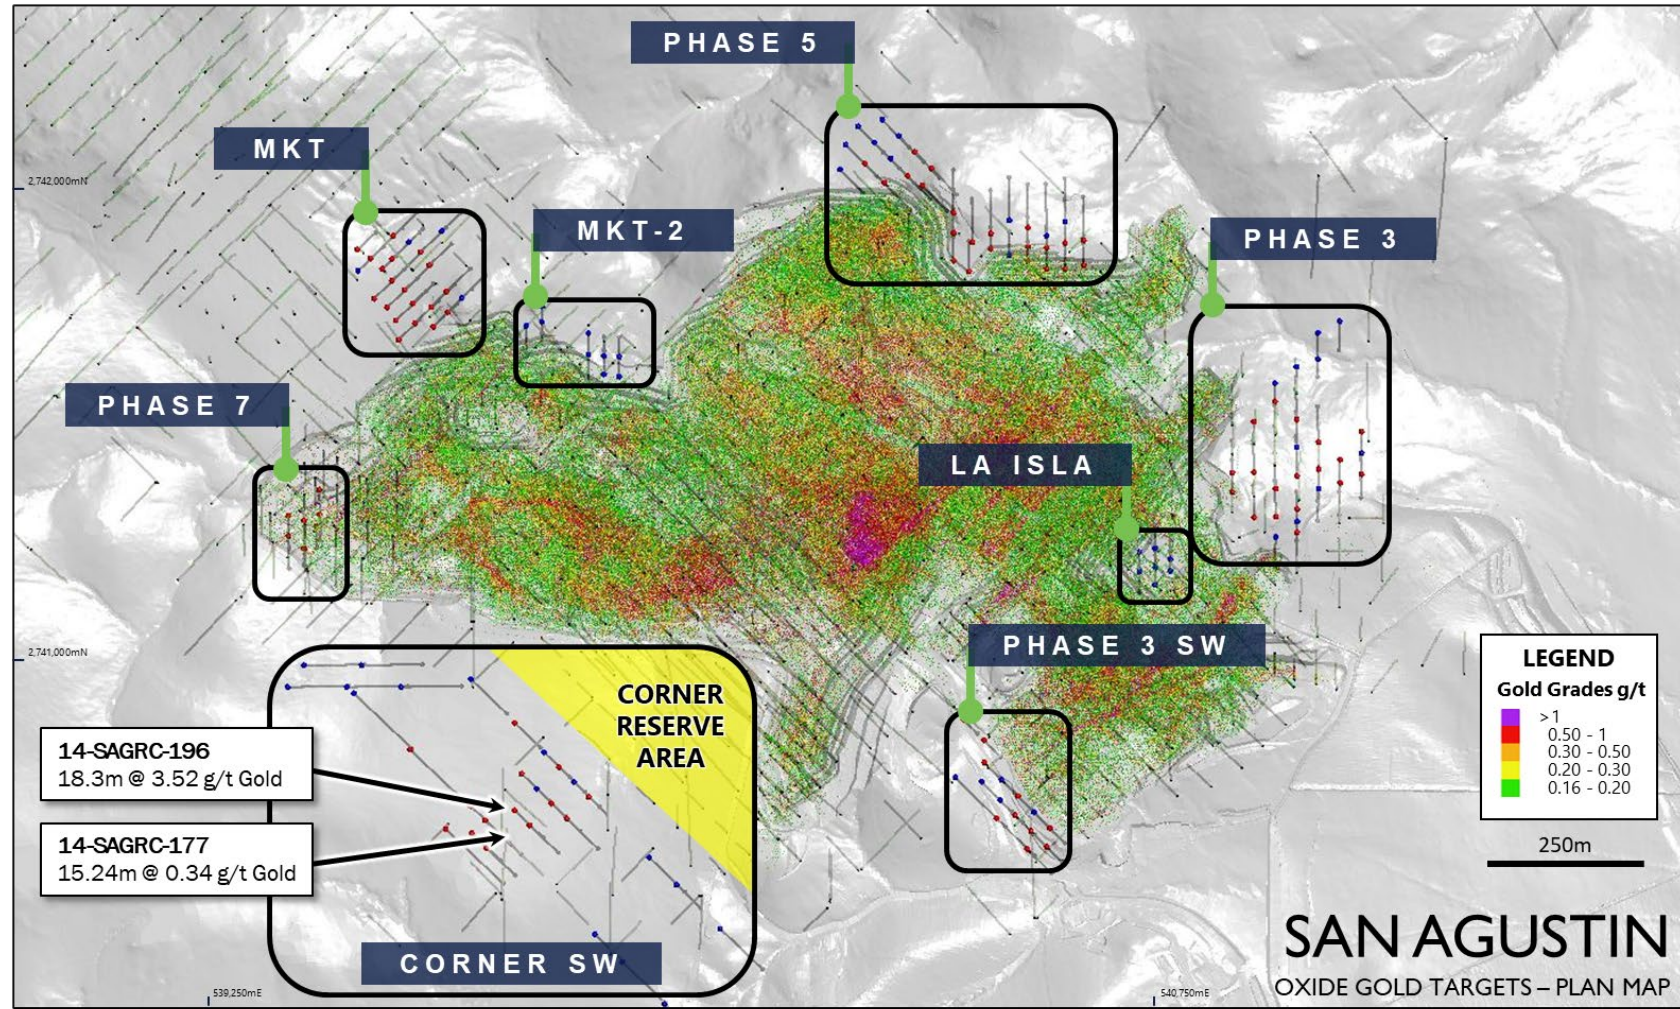 PHASE 5
MKT
2,742,000mN
MKT-2
PHASE 3
PHASE 7
LA ISLA
PHASE 3 SW
2,741,000mN
CORNER
RESERVE
AREA
14-SAGRC-196
18.3m @ 3.52 g/t Gold
14-SAGRC-177
15.24m @ 0.34 g/t Gold
CORNER SW
LEGEND
Gold Grades g/t
>1
0.50 - 1
0.30 - 0.50
0.20 - 0.30
0.16 - 0.20
250m
SAN AGUSTIN
OXIDE GOLD TARGETS – PLAN MAP
539,250mE
540,750mE